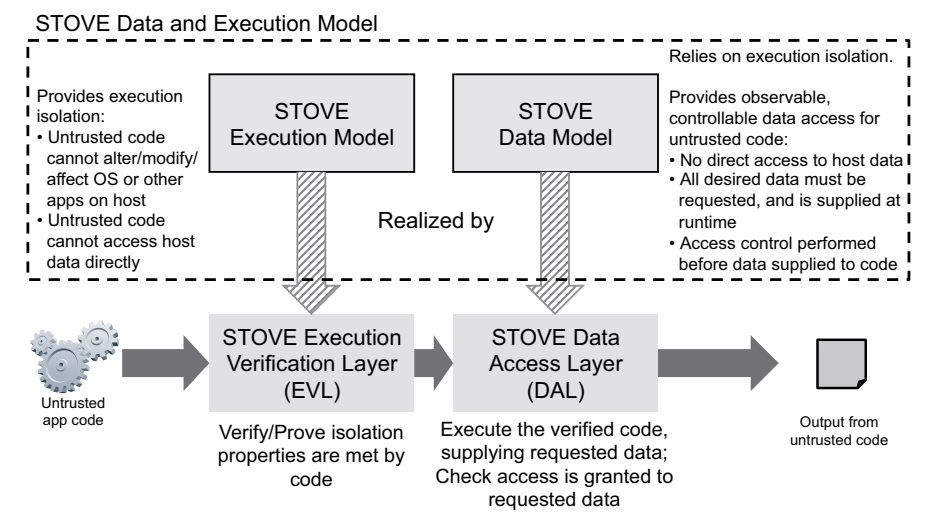 STOVE Data and Execution Model
Provides execution
isolation:
• Untrusted code
cannot alter/modify/
affect OS or other
apps on host
• Untrusted code
cannot access host
data directly
STOVE
Execution Model
STOVE
Data Model
Relies on execution isolation.
Provides observable,
controllable data access for
untrusted code:
• No direct access to host data
• All desired data must be
requested, and is supplied at
runtime
• Access control performed
before data supplied to code
Realized by
Untrusted
app code
STOVE Execution
Verification Layer
(EVL)
Verify/Prove isolation
properties are met by
code
STOVE Data
Access Layer
(DAL)
Execute the verified code,
supplying requested data;
Check access is granted to
requested data
Output from
untrusted code